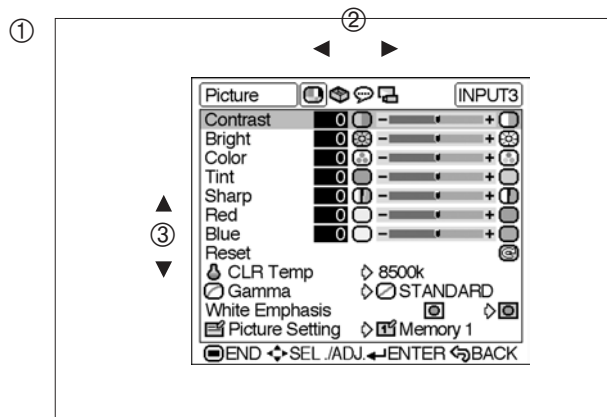 ①
②
Picture INPUT3
Contrast 0 - +
Bright 0 - +
Color 0 - +
Tint 0 - +
Sharp 0 - +
Red 0 - +
Blue 0 - +
③
Reset
CLR Temp 8500k
Gamma STANDARD
White Emphasis
Picture Setting 1 Memory 1
END SEL./ADJ. ENTER BACK